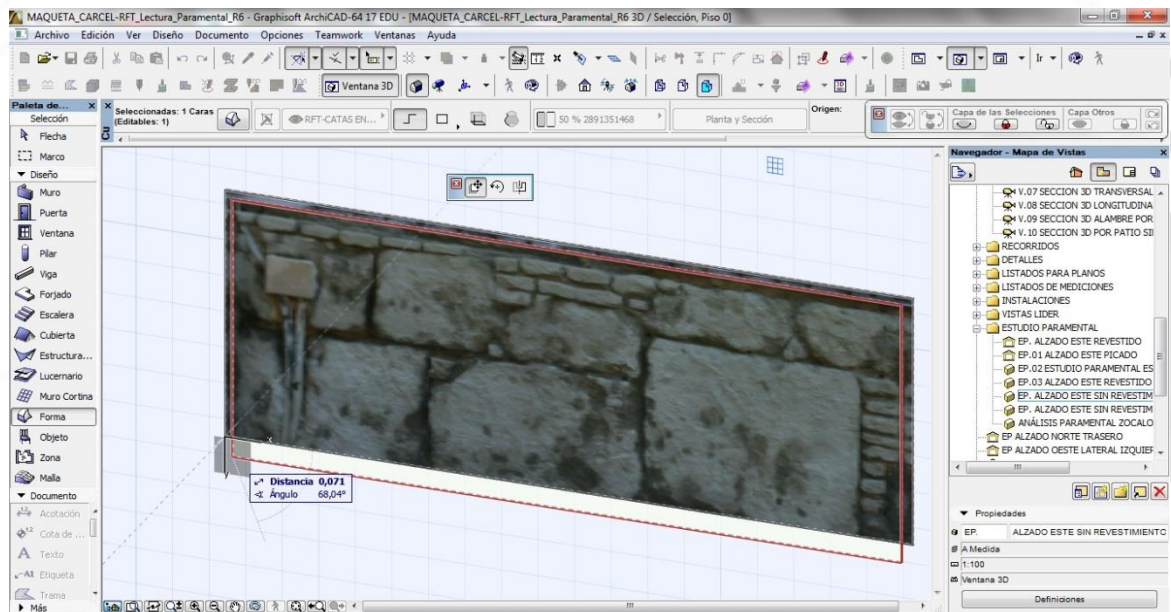 MAQUETA_CARCEL-RFT_Lectura_Paramental_R6 - Graphisoft ArchiCAD-64 17 EDU - [MAQUETA_CARCEL-RFT_Lectura_Paramental_R6 3D / Selección, Piso 0]
Archivo Edición Ver Diseño Documento Opciones Teamwork Ventanas Ayuda
Ventana 3D
Paleta de...
Selección
Flecha
Marco
Diseño
Muro
Puerta
Ventana
Pilar
Viga
Forjado
Escalera
Cubierta
Estructura...
Lucernario
Muro Cortina
Forma
Objeto
Zona
Malla
Documento
Acotación
Cota de ...
Texto
Etiqueta
Trama
Más
Cu
Seleccionadas: 1 Caras
(Editables: 1)
RFT-CATAS EN...
50 % 2891351468
Planta y Sección
Origen:
Capa de las Selecciones
Capa Otros
x
y
Distancia 0,071
Ángulo 68,04°
Navegador - Mapa de Vistas
V.07 SECCION 3D TRANSVERSAL
V.08 SECCION 3D LONGITUDINA
V.09 SECCION 3D ALAMBRE POR
V.10 SECCION 3D POR PATIO SI
RECORRIDOS
DETALLES
LISTADOS PARA PLANOS
LISTADOS DE MEDICIONES
INSTALACIONES
VISTAS LIDER
ESTUDIO PARAMENTAL
EP. ALZADO ESTE REVESTIDO
EP.01 ALZADO ESTE PICADO
EP.02 ESTUDIO PARAMENTAL ES
EP.03 ALZADO ESTE REVESTIDO
EP. ALZADO ESTE SIN REVESTIM
EP. ALZADO ESTE SIN REVESTIM
ANÁLISIS PARAMENTAL ZOCALO
EP ALZADO NORTE TRASERO
EP ALZADO OESTE LATERAL IZQUIER
Propiedades
EP. ALZADO ESTE SIN REVESTIMIENTO
A Medida
1:100
Ventana 3D
Definiciones